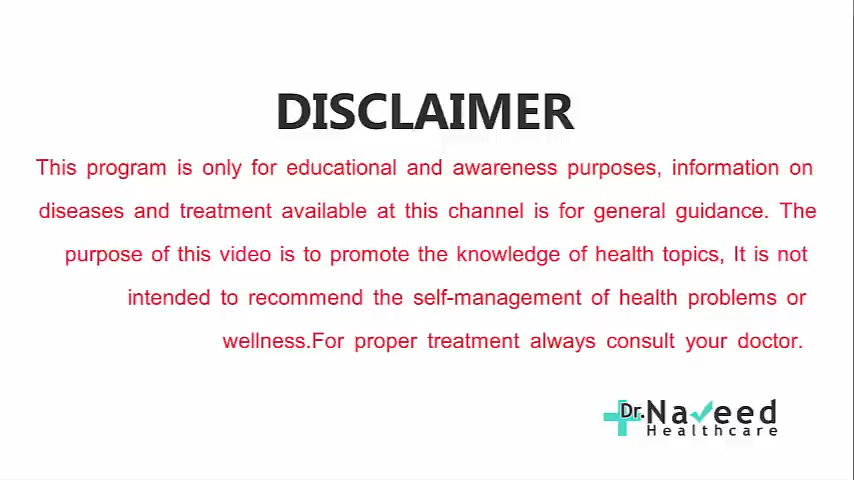 DISCLAIMER
This program is only for educational and awareness purposes, information on
diseases and treatment available at this channel is for general guidance. The
purpose of this video is to promote the knowledge of health topics, It is not
intended to recommend the self-management of health problems or
wellness.For proper treatment always consult your doctor.
Dr.Naveed
Healthcare